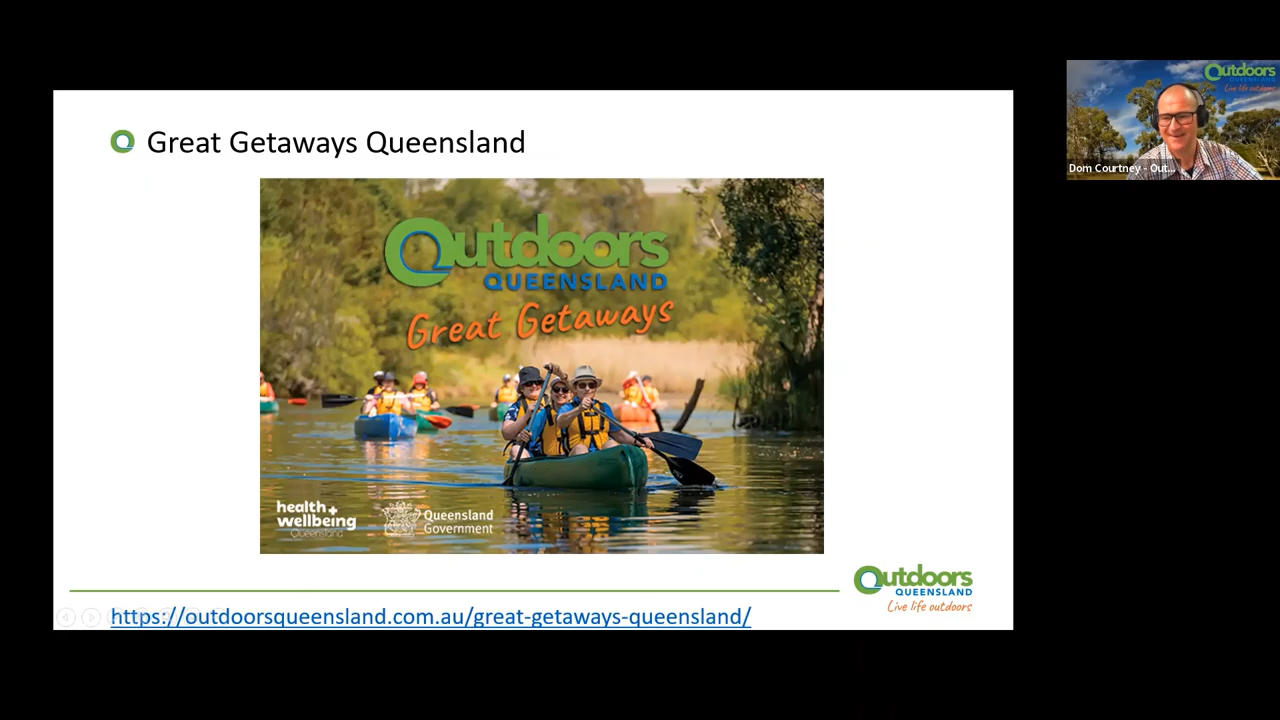 Great Getaways Queensland
Outdoors
QUEENSLAND
Great Getaways
health+
wellbeing
Queensland
Queensland
Government
Outdoors
QUEENSLAND
Live life outdoors
https://outdoorsqueensland.com.au/great-getaways-queensland/
Outdoors
QUEENSLAND
Live life outdoors
Dom Courtney - Out...